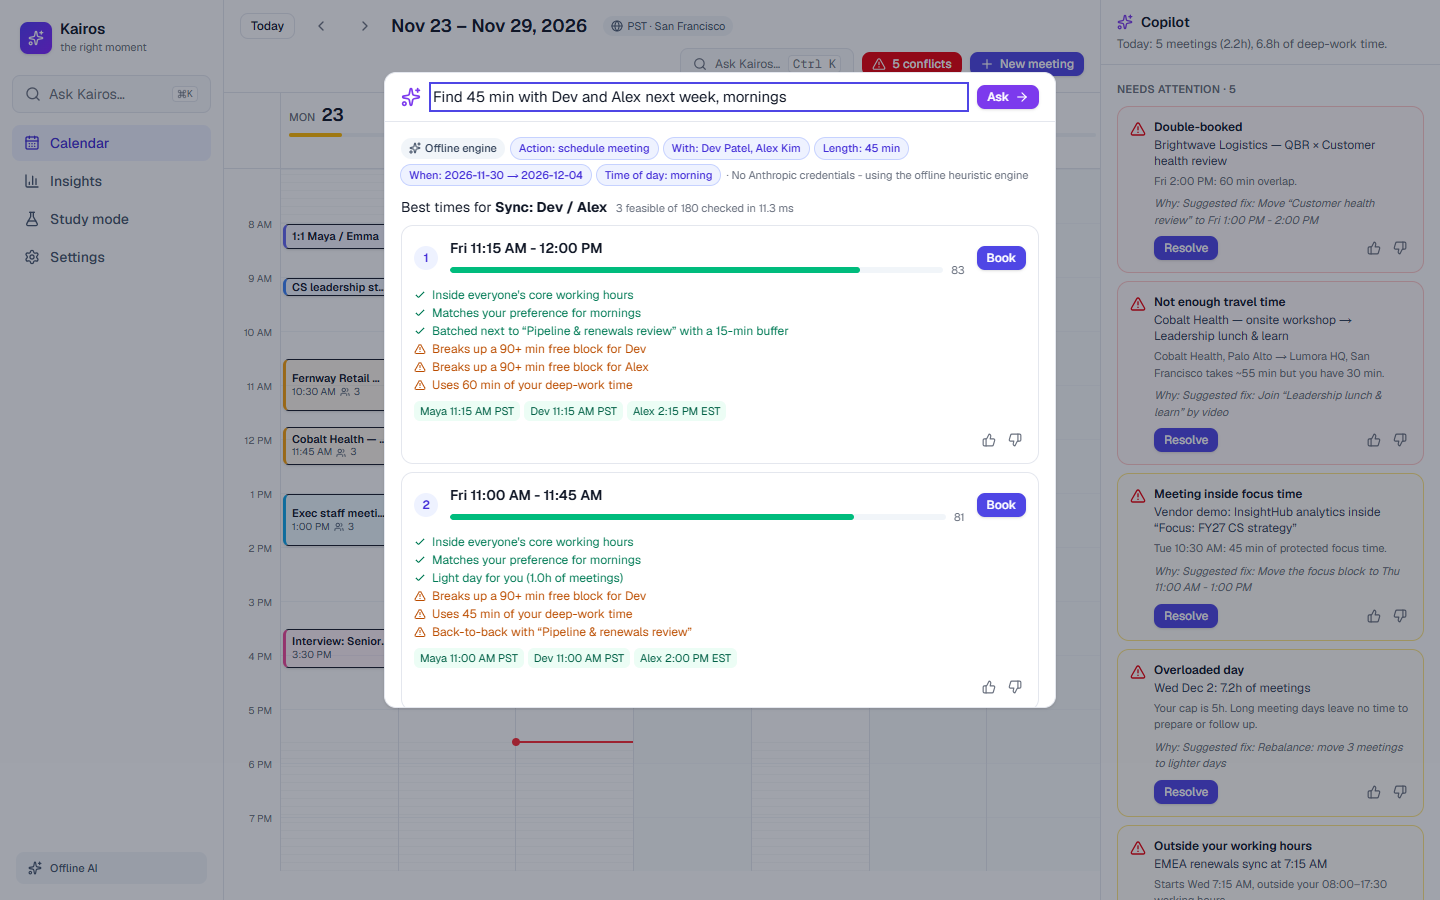 Kairos
the right moment
Ask Kairos...
⌘K
Calendar
Insights
Study mode
Settings
Offline AI
Today
Nov 23 – Nov 29, 2026
PST · San Francisco
Ask Kairos...
Ctrl K
5 conflicts
New meeting
MON 23
8 AM
9 AM
10 AM
11 AM
12 PM
1 PM
2 PM
3 PM
4 PM
5 PM
6 PM
7 PM
1:1 Maya / Emma
CS leadership st...
Fernway Retail ...
10:30 AM 3
Cobalt Health — ...
11:45 AM 3
Exec staff meeti...
1:00 PM 3
Interview: Senior...
3:30 PM
Find 45 min with Dev and Alex next week, mornings
Ask →
Offline engine
Action: schedule meeting
With: Dev Patel, Alex Kim
Length: 45 min
When: 2026-11-30 → 2026-12-04
Time of day: morning
· No Anthropic credentials - using the offline heuristic engine
Best times for Sync: Dev / Alex
3 feasible of 180 checked in 11.3 ms
1
Fri 11:15 AM - 12:00 PM
83
Book
Inside everyone's core working hours
Matches your preference for mornings
Batched next to “Pipeline & renewals review” with a 15-min buffer
Breaks up a 90+ min free block for Dev
Breaks up a 90+ min free block for Alex
Uses 60 min of your deep-work time
Maya 11:15 AM PST
Dev 11:15 AM PST
Alex 2:15 PM EST
2
Fri 11:00 AM - 11:45 AM
81
Book
Inside everyone's core working hours
Matches your preference for mornings
Light day for you (1.0h of meetings)
Breaks up a 90+ min free block for Dev
Uses 45 min of your deep-work time
Back-to-back with “Pipeline & renewals review”
Maya 11:00 AM PST
Dev 11:00 AM PST
Alex 2:00 PM EST
Copilot
Today: 5 meetings (2.2h), 6.8h of deep-work time.
NEEDS ATTENTION · 5
Double-booked
Brightwave Logistics — QBR × Customer
health review
Fri 2:00 PM: 60 min overlap.
Why: Suggested fix: Move “Customer health
review” to Fri 1:00 PM - 2:00 PM
Resolve
Not enough travel time
Cobalt Health — onsite workshop →
Leadership lunch & learn
Cobalt Health, Palo Alto → Lumora HQ, San
Francisco takes ~55 min but you have 30 min.
Why: Suggested fix: Join “Leadership lunch &
learn” by video
Resolve
Meeting inside focus time
Vendor demo: InsightHub analytics inside
“Focus: FY27 CS strategy”
Tue 10:30 AM: 45 min of protected focus time.
Why: Suggested fix: Move the focus block to Thu
11:00 AM - 1:00 PM
Resolve
Overloaded day
Wed Dec 2: 7.2h of meetings
Your cap is 5h. Long meeting days leave no time to
prepare or follow up.
Why: Suggested fix: Rebalance: move 3 meetings
to lighter days
Resolve
Outside your working hours
EMEA renewals sync at 7:15 AM
Starts Wed 7:15 AM, outside your 08:00–17:30
working hours.